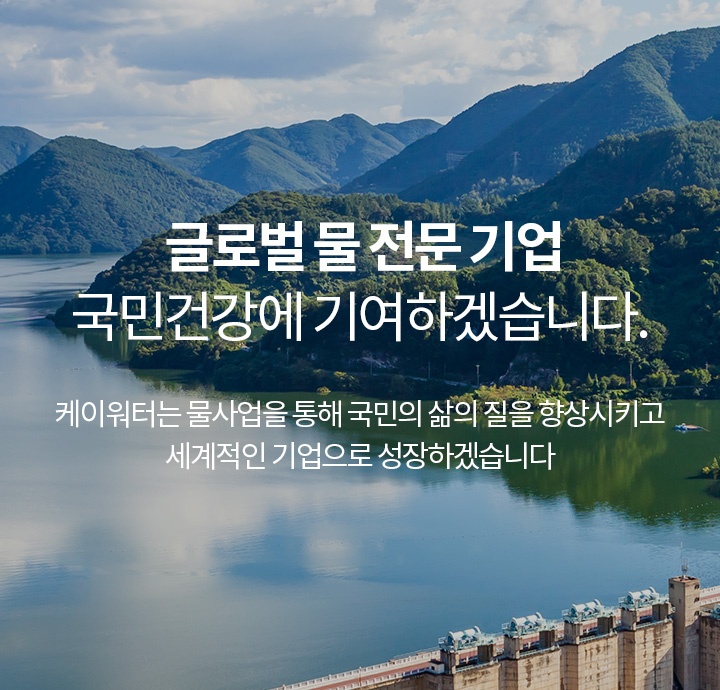 글로벌 물 전문 기업
국민건강에 기여하겠습니다.
케이워터는 물사업을 통해 국민의 삶의 질을 향상시키고
세계적인 기업으로 성장하겠습니다